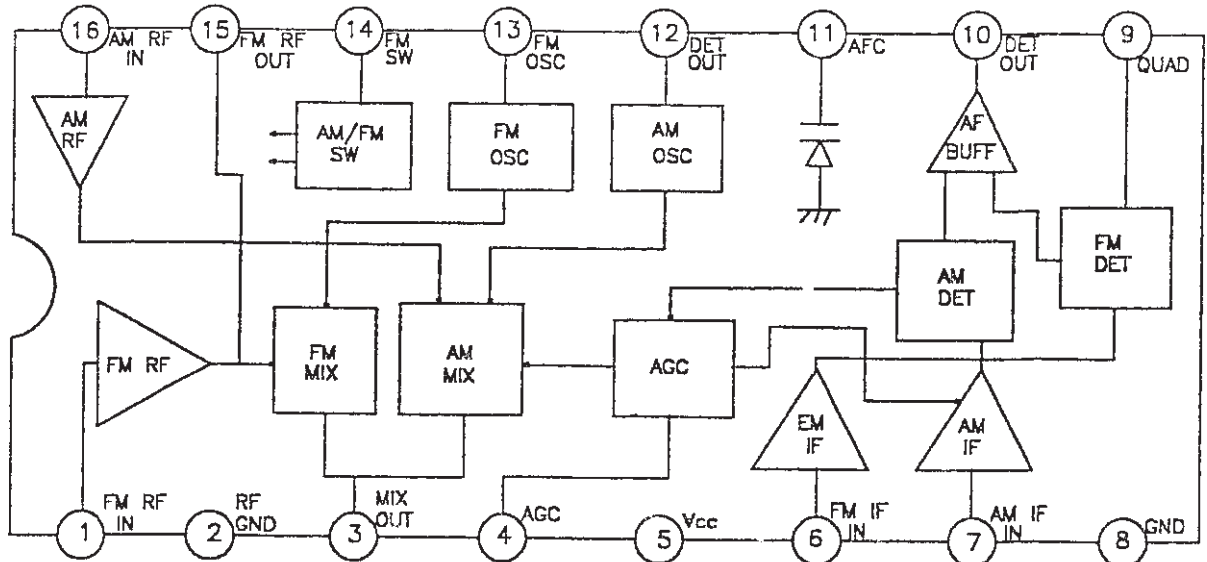 16 15 14 13 12 11 10 9
AM RF
IN
FM RF
OUT
FM
SW
FM
OSC
DET
OUT
AFC
DET
OUT
QUAD
AM
RF
AM/FM
SW
FM
OSC
AM
OSC
AF
BUFF
AM
DET
FM
DET
FM RF
FM
MIX
AM
MIX
AGC
EM
IF
AM
IF
FM RF
IN
RF
GND
MIX
OUT
AGC
Vcc
FM IF
IN
AM IF
IN
GND
1 2 3 4 5 6 7 8